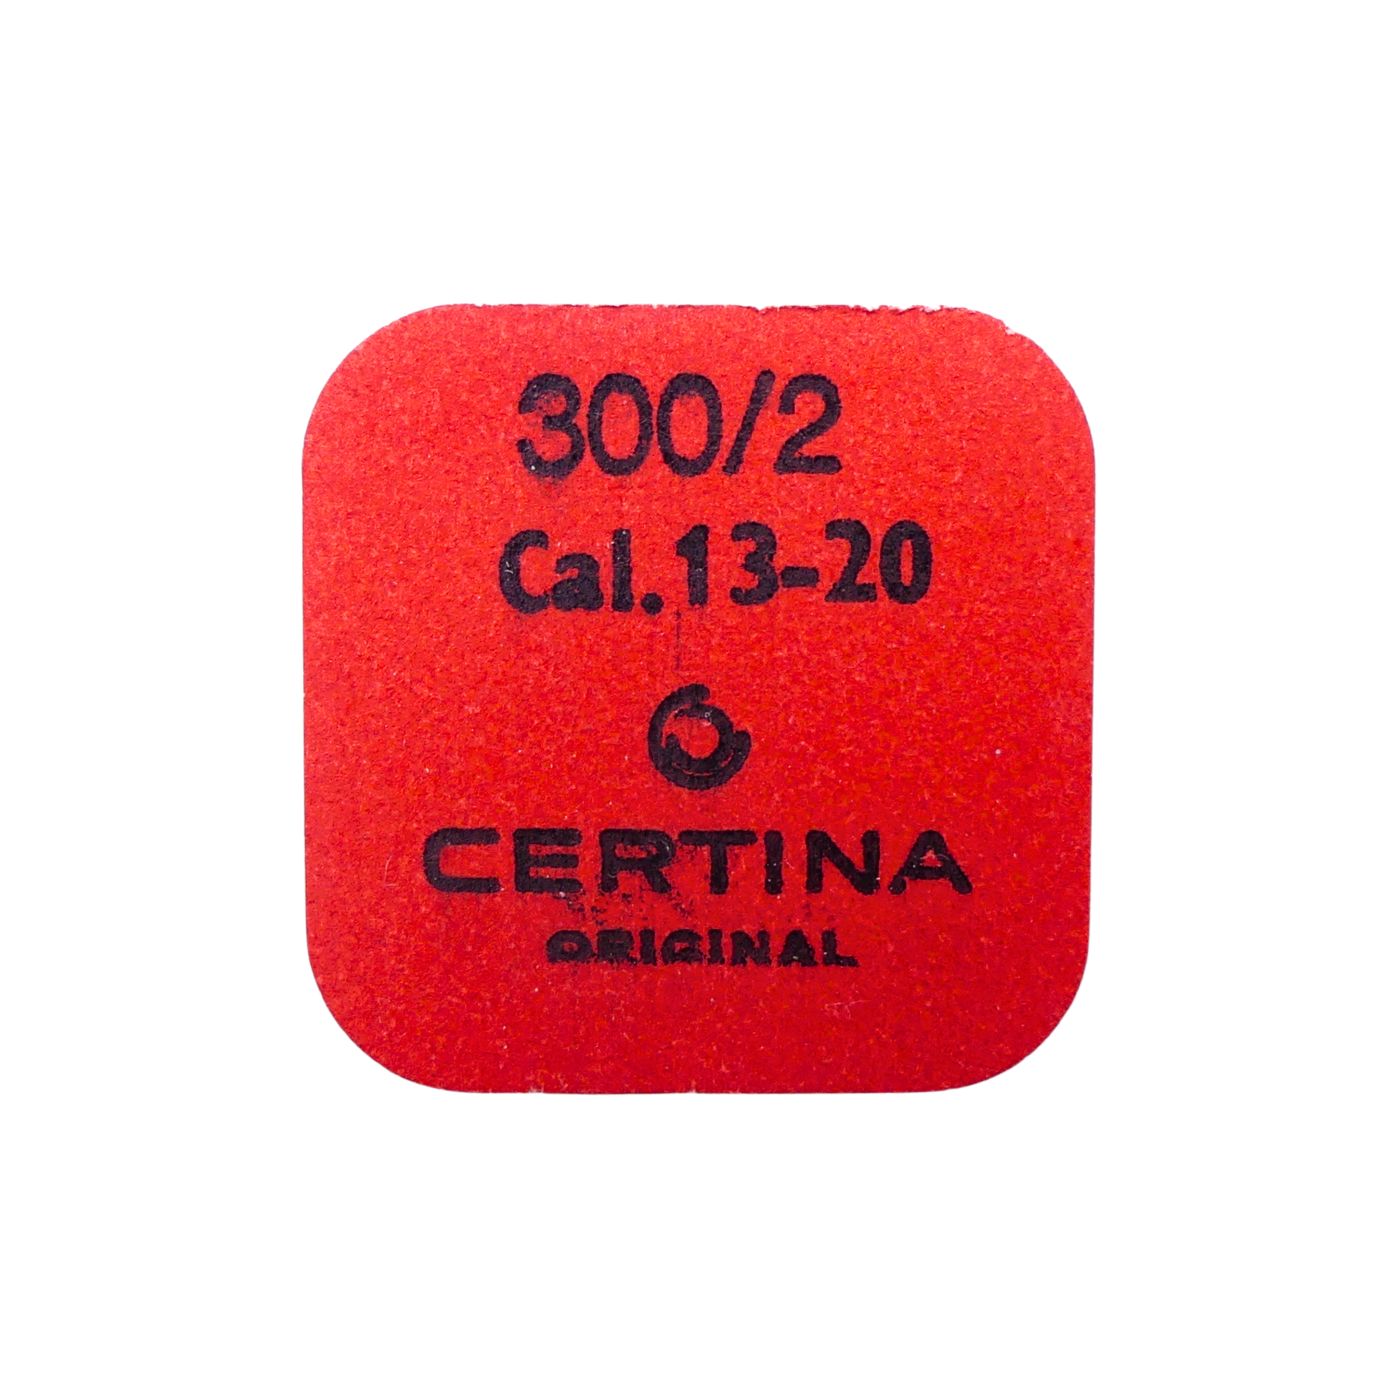 300/2
Cal.13-20
CERTINA
ORIGINAL